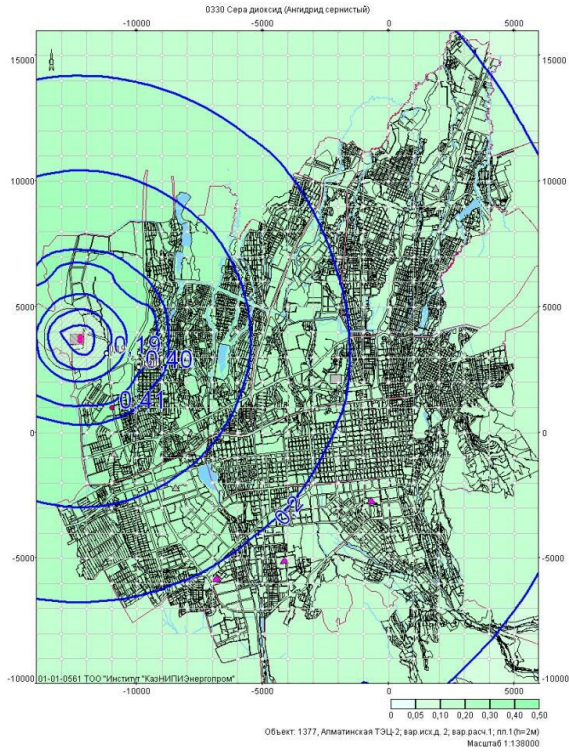 0330 Сера диоксид (Ангидрид сернистый)
-10000 -5000 0 5000
15000 15000
10000 10000
5000 5000
0,19
0,40
0,41
0 0
0,2
-5000 -5000
-10000 -10000
01-01-0561 ТОО "Институт "КазНИПИЭнергопром"
-10000 -5000 0 5000
0 0,05 0,10 0,20 0,30 0,40 0,50
Объект: 1377, Алматинская ТЭЦ-2; вар.исх.д. 2; вар.расч.1; пл.1(h=2м)
Масштаб 1:138000